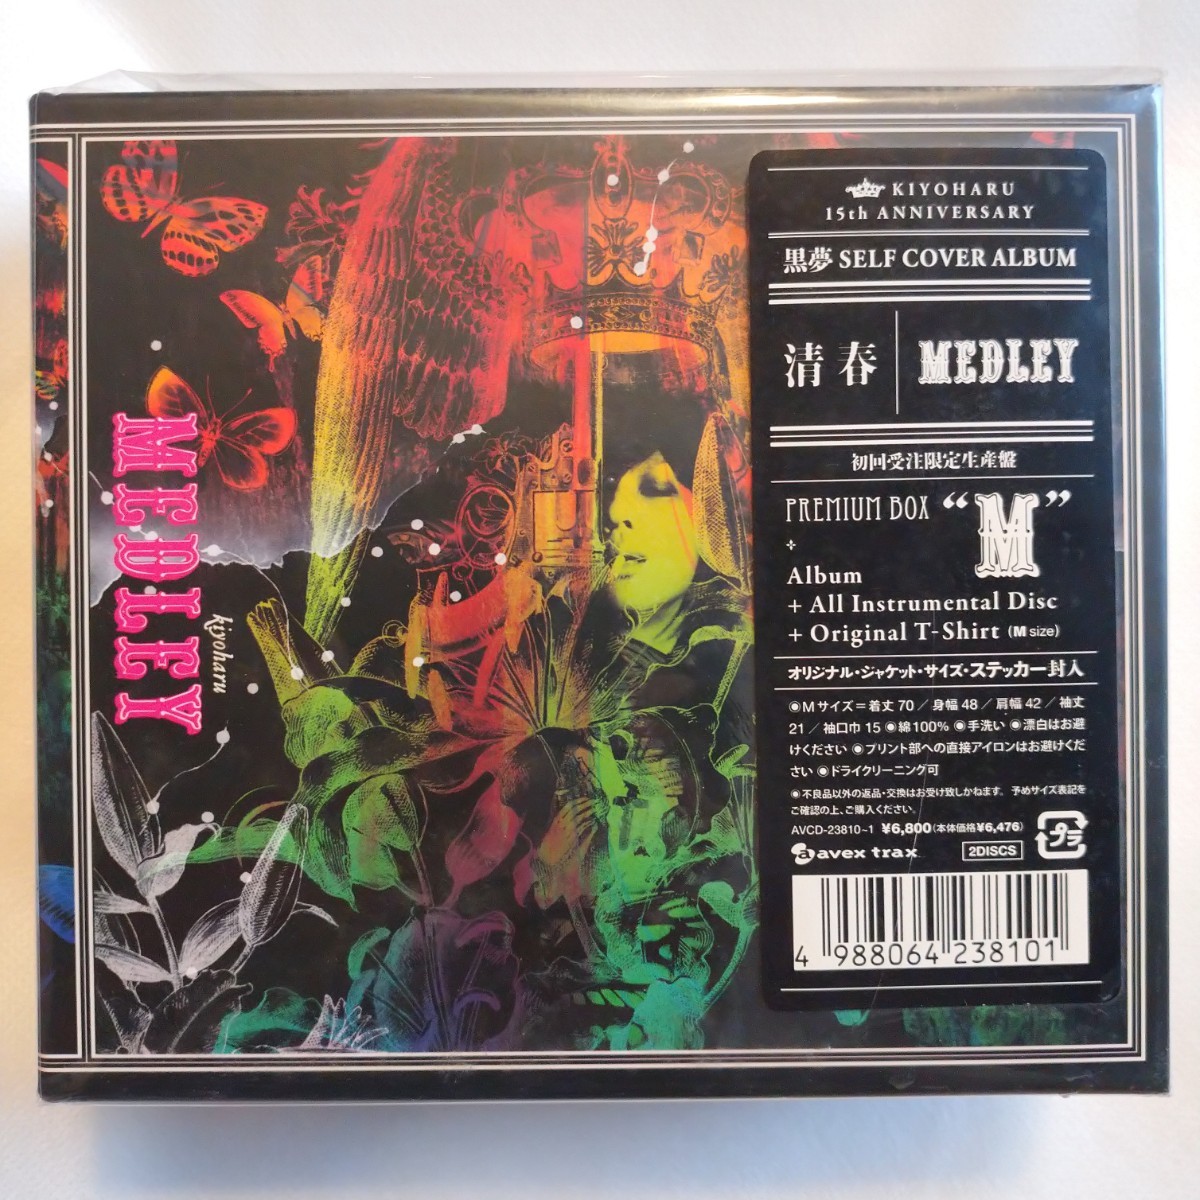 MEDLEY
kiyoharu
KIYOHARU
15th ANNIVERSARY
黒夢 SELF COVER ALBUM
清春 MEDLEY
初回受注限定生産盤
PREMIUM BOX “M”
+
Album
+ All Instrumental Disc
+ Original T-Shirt (M size)
オリジナル・ジャケット・サイズ・ステッカー封入
◉Mサイズ=着丈 70／身幅 48／肩幅 42／袖丈
21／袖口巾 15 ◉綿100% ◉手洗い ◉漂白はお避
けください ◉プリント部への直接アイロンはお避けくだ
さい ◉ドライクリーニング可
◉不良品以外の返品・交換はお受け致しかねます。予めサイズ表記を
ご確認の上、ご購入ください。
AVCD-23810~1 ¥6,800(本体価格¥6,476)
avex trax 2DISCS プラ
4 988064 238101